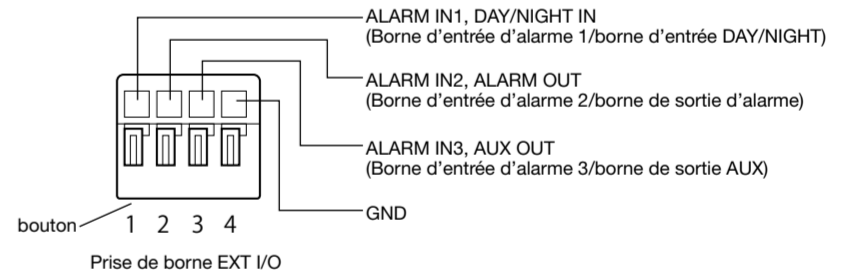 ALARM IN1, DAY/NIGHT IN
(Borne d'entrée d'alarme 1/borne d'entrée DAY/NIGHT)
ALARM IN2, ALARM OUT
(Borne d'entrée d'alarme 2/borne de sortie d'alarme)
ALARM IN3, AUX OUT
(Borne d'entrée d'alarme 3/borne de sortie AUX)
GND
bouton
1 2 3 4
Prise de borne EXT I/O